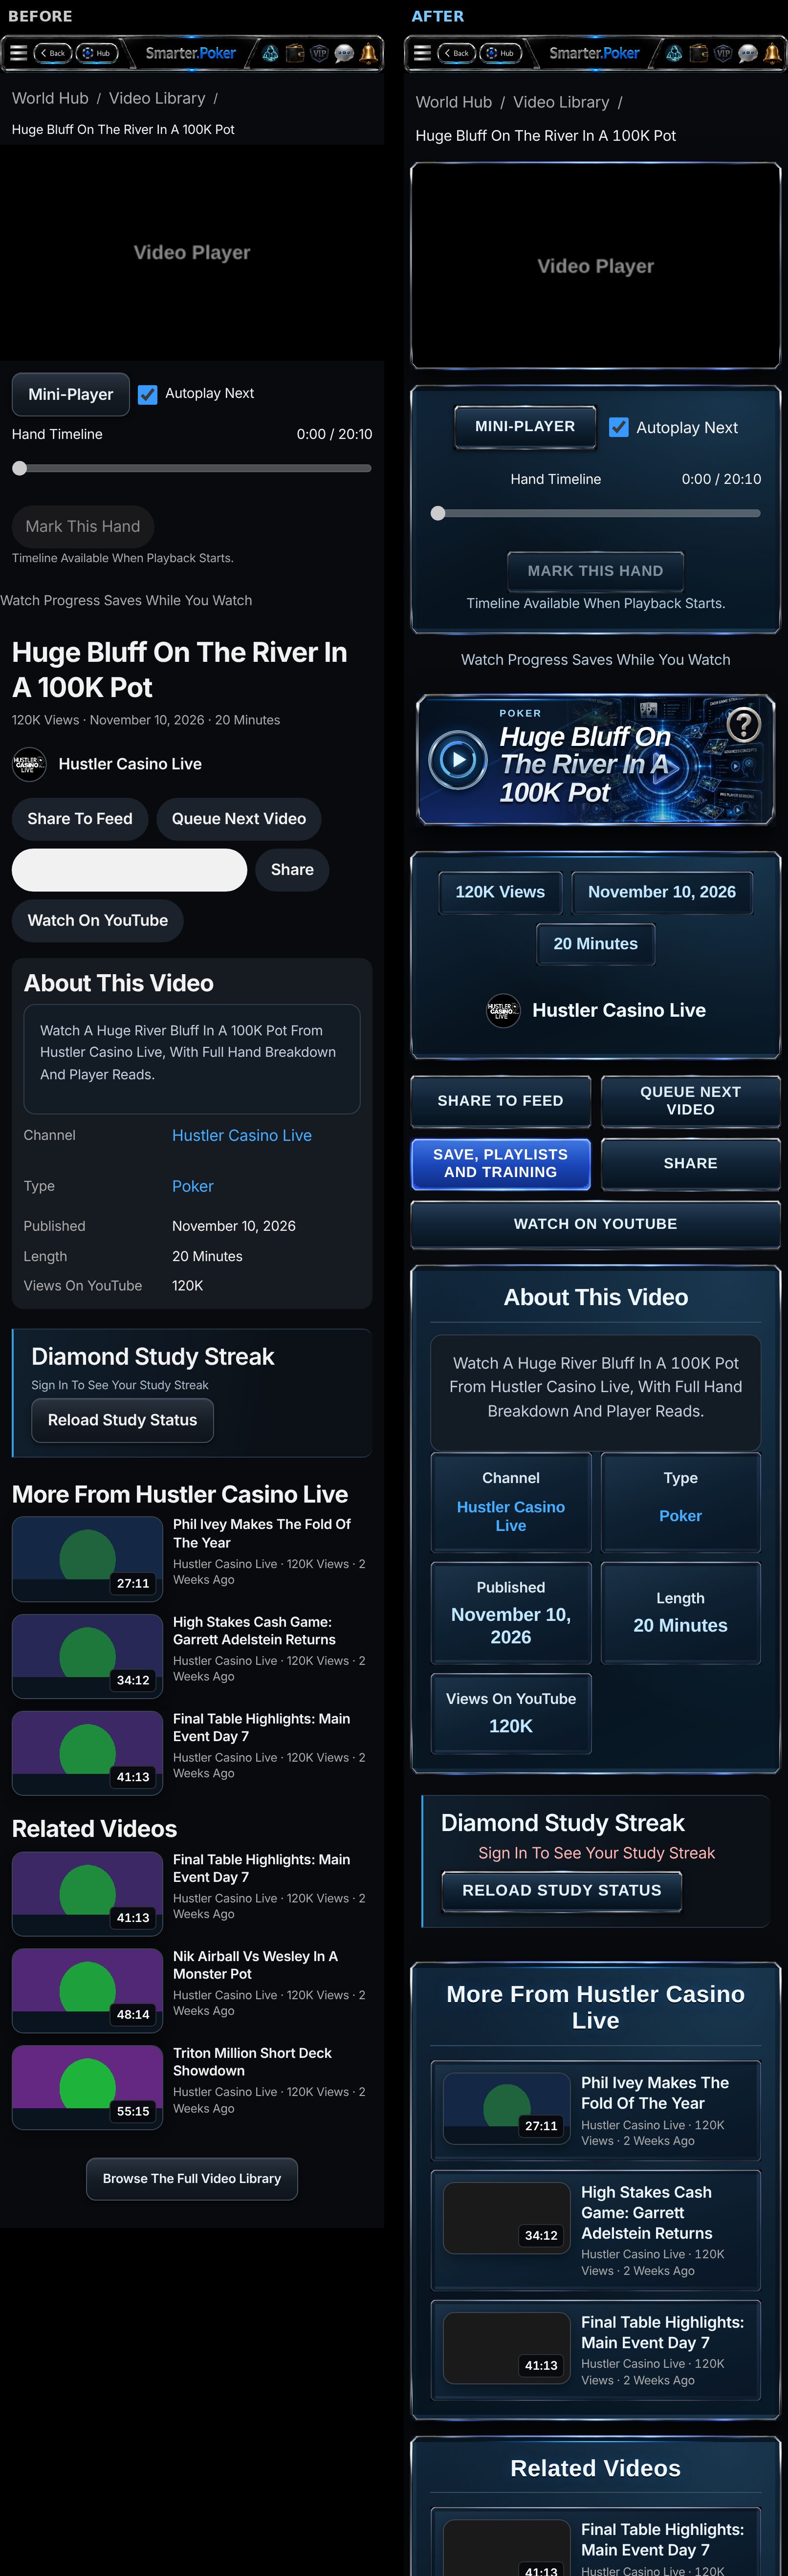 BEFORE
Back
Hub
Smarter.Poker
VIP
World Hub / Video Library /
Huge Bluff On The River In A 100K Pot
Video Player
Mini-Player
Autoplay Next
Hand Timeline
0:00 / 20:10
Mark This Hand
Timeline Available When Playback Starts.
Watch Progress Saves While You Watch
Huge Bluff On The River In
A 100K Pot
120K Views · November 10, 2026 · 20 Minutes
HUSTLER
CASINO
LIVE
Hustler Casino Live
Share To Feed
Queue Next Video
Share
Watch On YouTube
About This Video
Watch A Huge River Bluff In A 100K Pot From
Hustler Casino Live, With Full Hand Breakdown
And Player Reads.
Channel
Hustler Casino Live
Type
Poker
Published
November 10, 2026
Length
20 Minutes
Views On YouTube
120K
Diamond Study Streak
Sign In To See Your Study Streak
Reload Study Status
More From Hustler Casino Live
27:11
Phil Ivey Makes The Fold Of
The Year
Hustler Casino Live · 120K Views · 2
Weeks Ago
34:12
High Stakes Cash Game:
Garrett Adelstein Returns
Hustler Casino Live · 120K Views · 2
Weeks Ago
41:13
Final Table Highlights: Main
Event Day 7
Hustler Casino Live · 120K Views · 2
Weeks Ago
Related Videos
41:13
Final Table Highlights: Main
Event Day 7
Hustler Casino Live · 120K Views · 2
Weeks Ago
48:14
Nik Airball Vs Wesley In A
Monster Pot
Hustler Casino Live · 120K Views · 2
Weeks Ago
55:15
Triton Million Short Deck
Showdown
Hustler Casino Live · 120K Views · 2
Weeks Ago
Browse The Full Video Library
AFTER
Back
Hub
Smarter.Poker
VIP
World Hub / Video Library /
Huge Bluff On The River In A 100K Pot
Video Player
MINI-PLAYER
Autoplay Next
Hand Timeline
0:00 / 20:10
MARK THIS HAND
Timeline Available When Playback Starts.
Watch Progress Saves While You Watch
POKER
Huge Bluff On
The River In A
100K Pot
?
120K Views
November 10, 2026
20 Minutes
HUSTLER
CASINO
LIVE
Hustler Casino Live
SHARE TO FEED
QUEUE NEXT
VIDEO
SAVE, PLAYLISTS
AND TRAINING
SHARE
WATCH ON YOUTUBE
About This Video
Watch A Huge River Bluff In A 100K Pot
From Hustler Casino Live, With Full Hand
Breakdown And Player Reads.
Channel
Hustler Casino
Live
Type
Poker
Published
November 10,
2026
Length
20 Minutes
Views On YouTube
120K
Diamond Study Streak
Sign In To See Your Study Streak
RELOAD STUDY STATUS
More From Hustler Casino
Live
27:11
Phil Ivey Makes The
Fold Of The Year
Hustler Casino Live · 120K
Views · 2 Weeks Ago
34:12
High Stakes Cash
Game: Garrett
Adelstein Returns
Hustler Casino Live · 120K
Views · 2 Weeks Ago
41:13
Final Table Highlights:
Main Event Day 7
Hustler Casino Live · 120K
Views · 2 Weeks Ago
Related Videos
41:13
Final Table Highlights:
Main Event Day 7
Hustler Casino Live · 120K